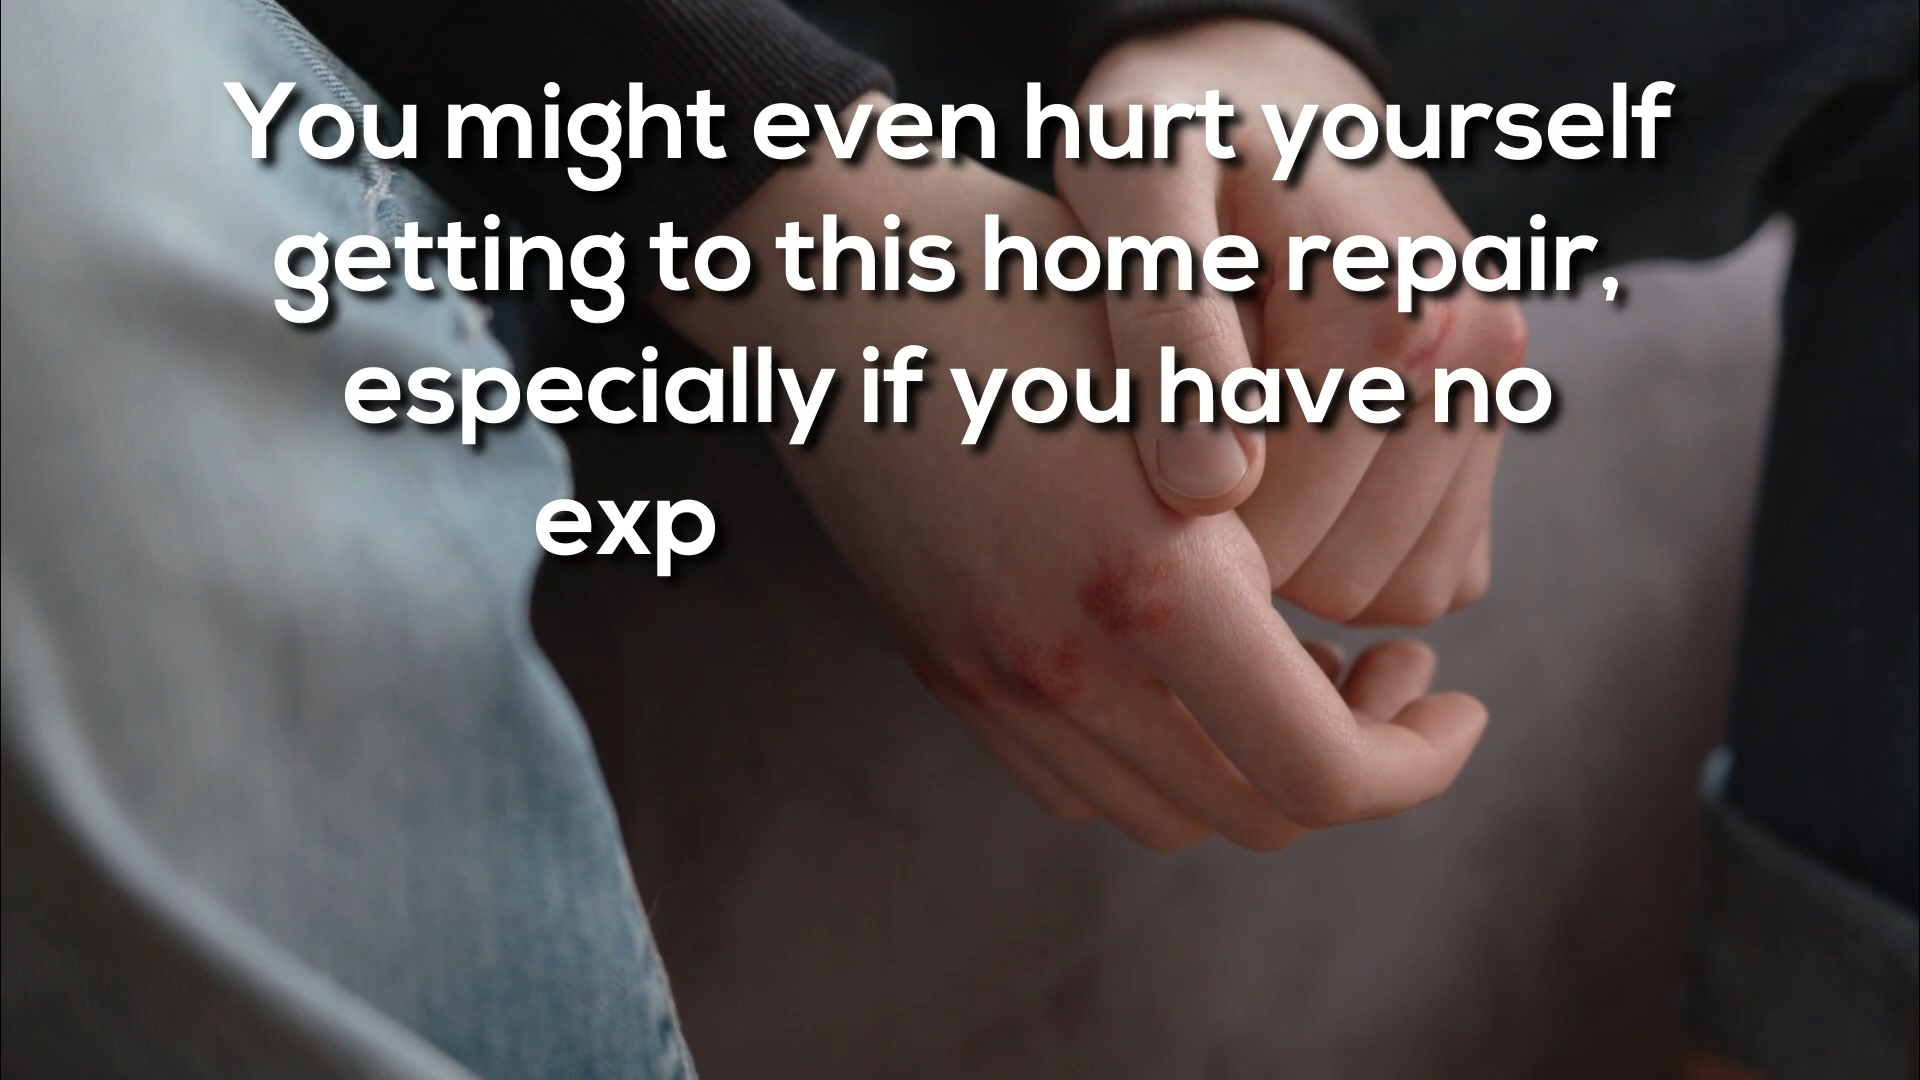 You might even hurt yourself
getting to this home repair,
especially if you have no
exp